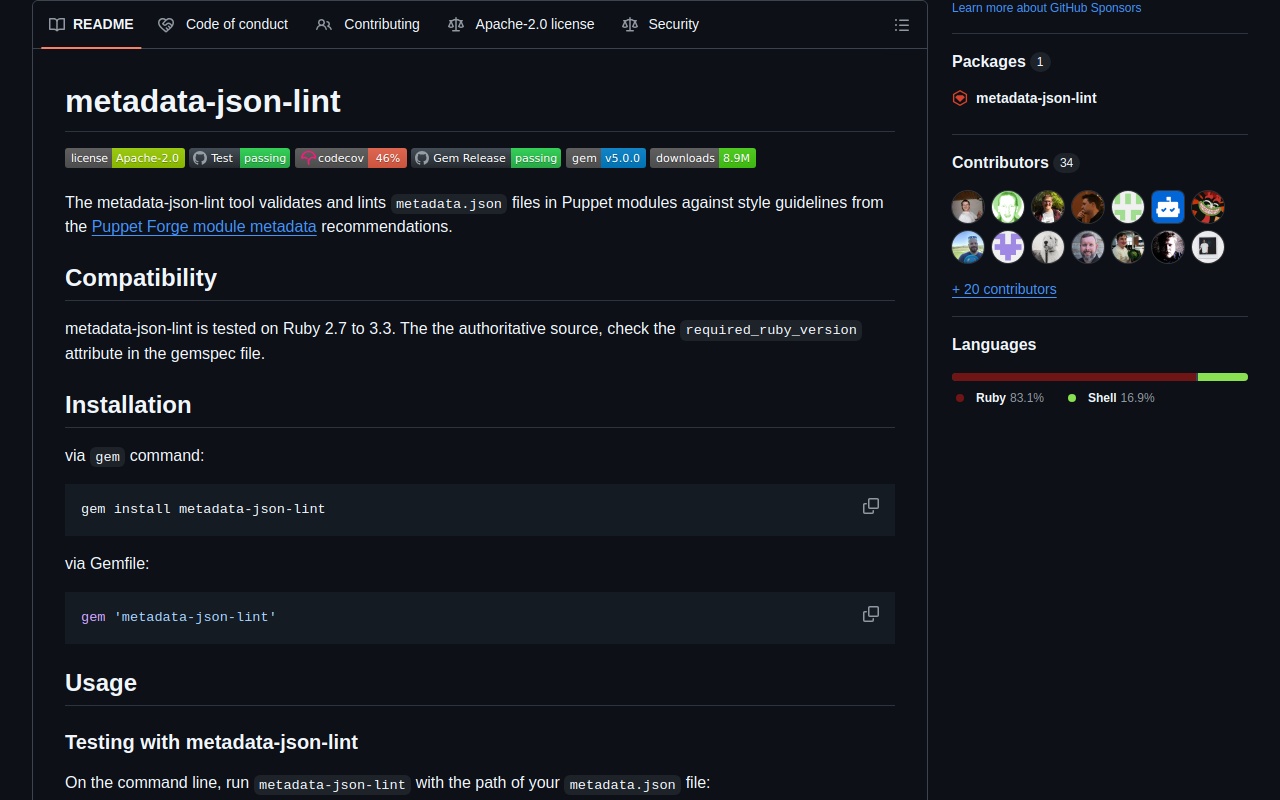 README
Code of conduct
Contributing
Apache-2.0 license
Security
metadata-json-lint
license Apache-2.0
Test passing
codecov 46%
Gem Release passing
gem v5.0.0
downloads 8.9M
The metadata-json-lint tool validates and lints metadata.json files in Puppet modules against style guidelines from
the Puppet Forge module metadata recommendations.
Compatibility
metadata-json-lint is tested on Ruby 2.7 to 3.3. The the authoritative source, check the required_ruby_version
attribute in the gemspec file.
Installation
via gem command:
gem install metadata-json-lint
via Gemfile:
gem 'metadata-json-lint'
Usage
Testing with metadata-json-lint
On the command line, run metadata-json-lint with the path of your metadata.json file:
Learn more about GitHub Sponsors
Packages 1
metadata-json-lint
Contributors 34
+ 20 contributors
Languages
Ruby 83.1%
Shell 16.9%